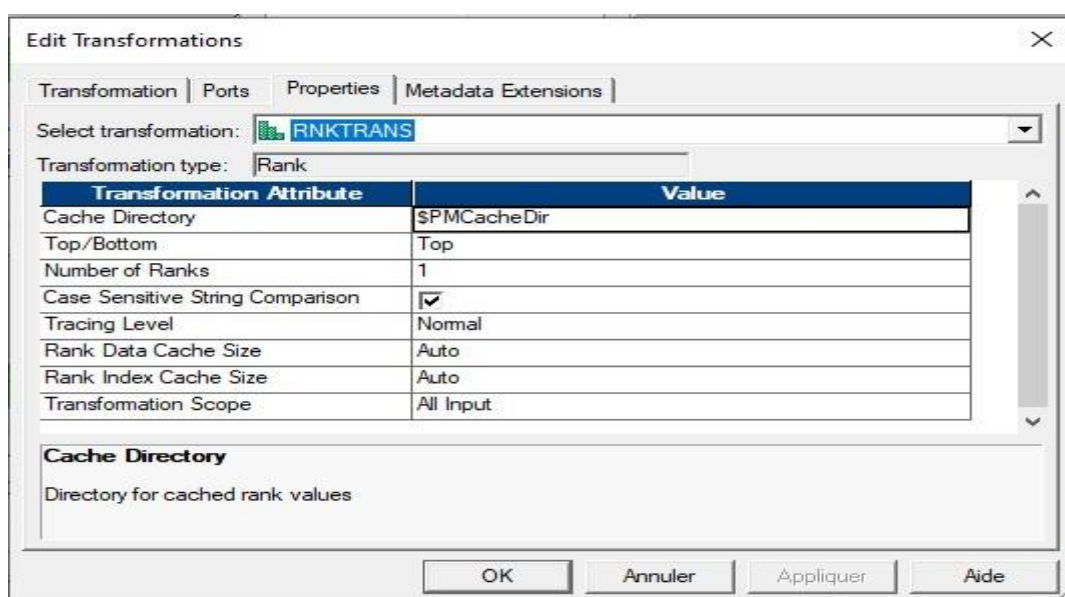 Edit Transformations
Transformation Ports Properties Metadata Extensions
Select transformation: RNKTRANS
Transformation type: Rank
Transformation Attribute Value
Cache Directory $PMCacheDir
Top/Bottom Top
Number of Ranks 1
Case Sensitive String Comparison
Tracing Level Normal
Rank Data Cache Size Auto
Rank Index Cache Size Auto
Transformation Scope All Input
Cache Directory
Directory for cached rank values
OK Annuler Appliquer Aide